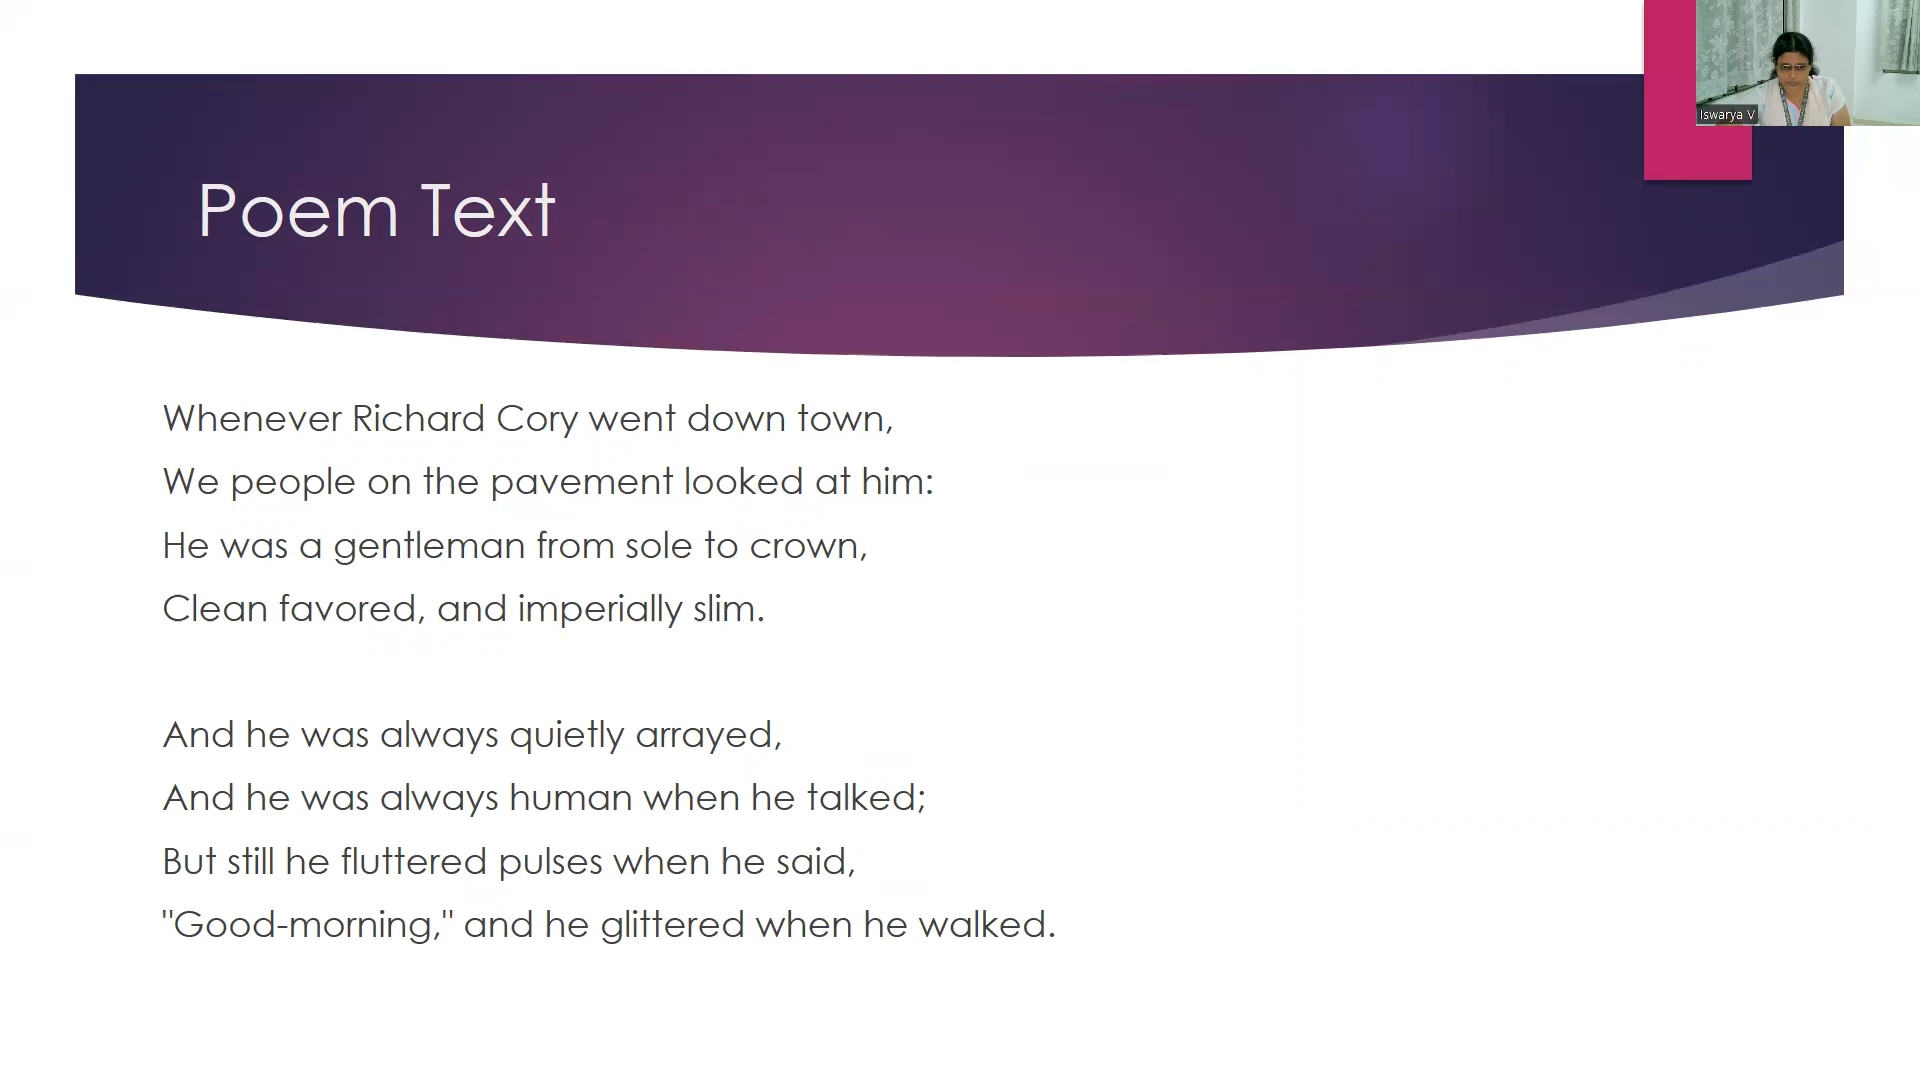 Iswarya V
Poem Text
Whenever Richard Cory went down town,
We people on the pavement looked at him:
He was a gentleman from sole to crown,
Clean favored, and imperially slim.
And he was always quietly arrayed,
And he was always human when he talked;
But still he fluttered pulses when he said,
"Good-morning," and he glittered when he walked.